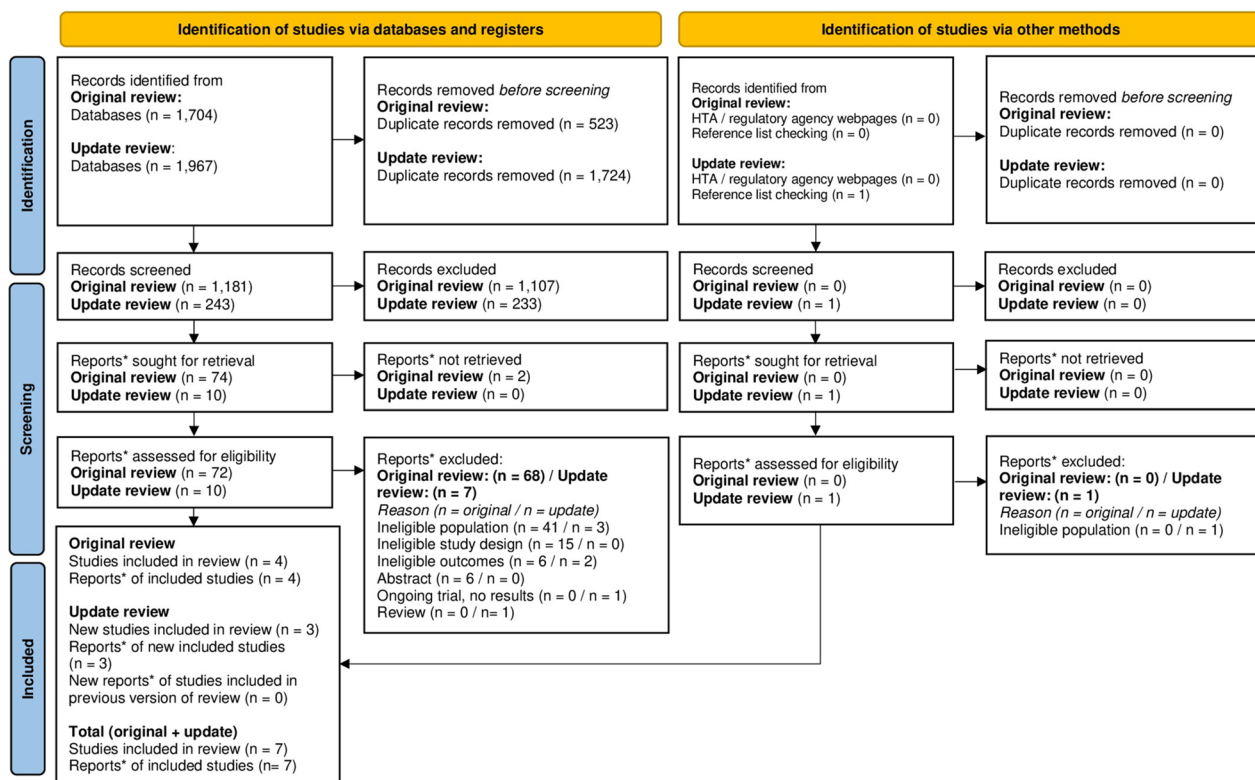 Identification of studies via databases and registers
Identification of studies via other methods
Identification
Records identified from
Original review:
Databases (n = 1,704)
Update review:
Databases (n = 1,967)
Records removed before screening
Original review:
Duplicate records removed (n = 523)
Update review:
Duplicate records removed (n = 1,724)
Records identified from
Original review:
HTA / regulatory agency webpages (n = 0)
Reference list checking (n = 0)
Update review:
HTA / regulatory agency webpages (n = 0)
Reference list checking (n = 1)
Records removed before screening
Original review:
Duplicate records removed (n = 0)
Update review:
Duplicate records removed (n = 0)
Screening
Records screened
Original review (n = 1,181)
Update review (n = 243)
Records excluded
Original review (n = 1,107)
Update review (n = 233)
Records screened
Original review (n = 0)
Update review (n = 1)
Records excluded
Original review (n = 0)
Update review (n = 0)
Reports* sought for retrieval
Original review (n = 74)
Update review (n = 10)
Reports* not retrieved
Original review (n = 2)
Update review (n = 0)
Reports* sought for retrieval
Original review (n = 0)
Update review (n = 1)
Reports* not retrieved
Original review (n = 0)
Update review (n = 0)
Reports* assessed for eligibility
Original review (n = 72)
Update review (n = 10)
Reports* excluded:
Original review: (n = 68) / Update
review: (n = 7)
Reason (n = original / n = update)
Ineligible population (n = 41 / n = 3)
Ineligible study design (n = 15 / n = 0)
Ineligible outcomes (n = 6 / n = 2)
Abstract (n = 6 / n = 0)
Ongoing trial, no results (n = 0 / n = 1)
Review (n = 0 / n= 1)
Reports* assessed for eligibility
Original review (n = 0)
Update review (n = 1)
Reports* excluded:
Original review: (n = 0) / Update
review: (n = 1)
Reason (n = original / n = update)
Ineligible population (n = 0 / n = 1)
Included
Original review
Studies included in review (n = 4)
Reports* of included studies (n = 4)
Update review
New studies included in review (n = 3)
Reports* of new included studies
(n = 3)
New reports* of studies included in
previous version of review (n = 0)
Total (original + update)
Studies included in review (n = 7)
Reports* of included studies (n= 7)